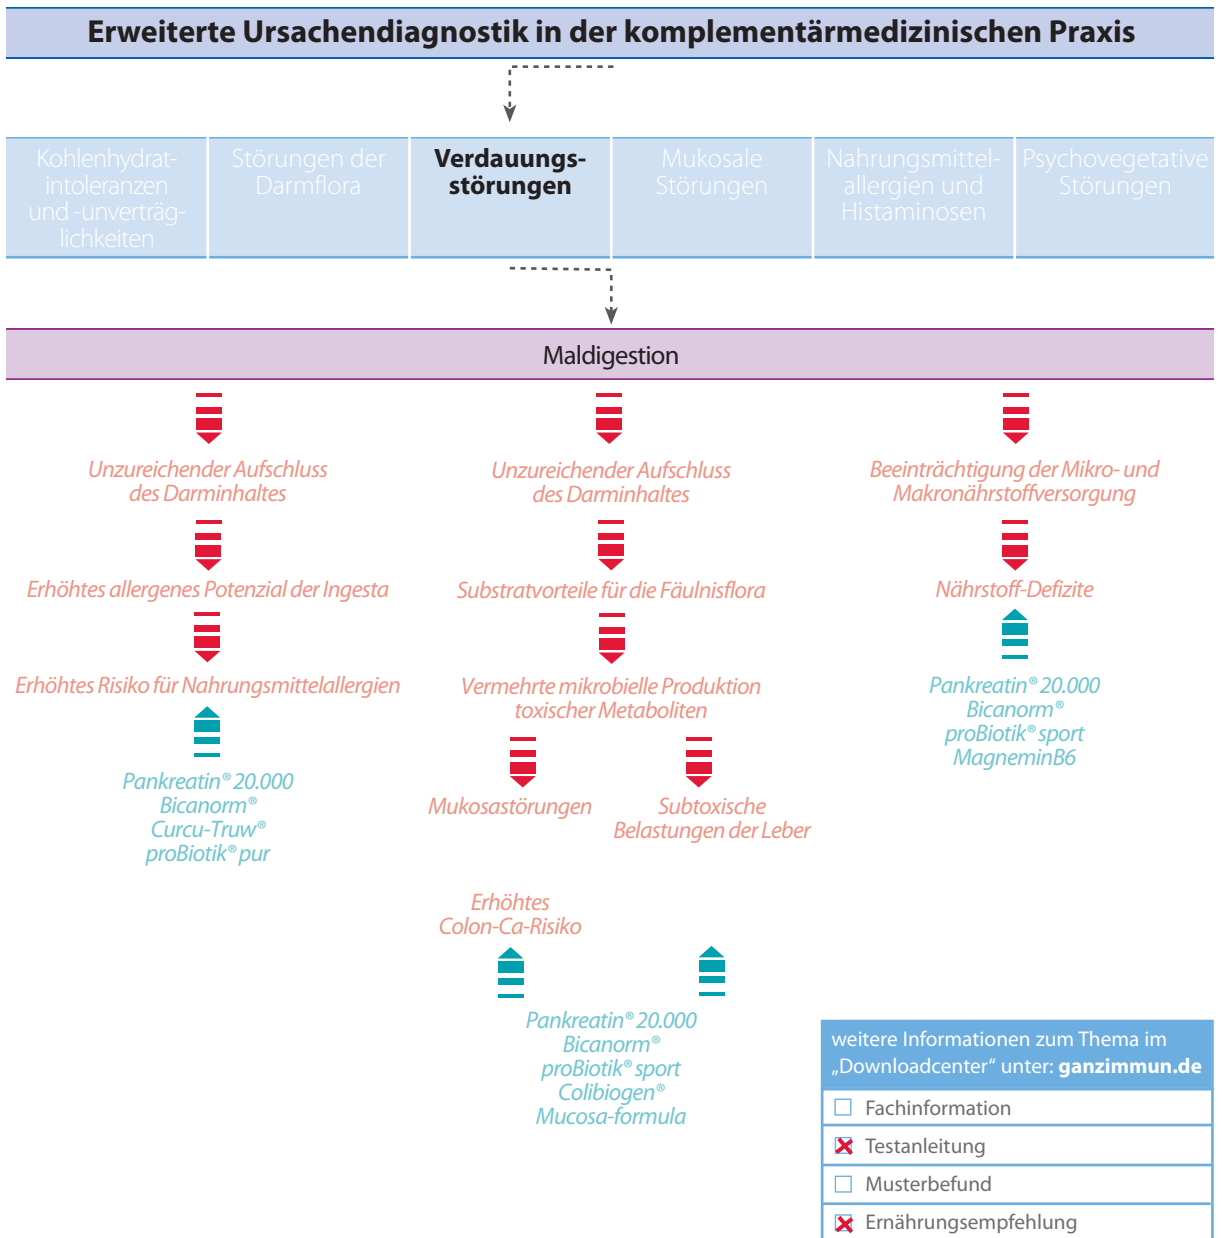 Erweiterte Ursachendiagnostik in der komplementärmedizinischen Praxis
Kohlenhydrat-
intoleranzen
und -unverträg-
lichkeiten
Störungen der
Darmflora
Verdauungs-
störungen
Mukosale
Störungen
Nahrungsmittel-
allergien und
Histaminosen
Psychovegetative
Störungen
Maldigestion
Unzureichender Aufschluss
des Darminhaltes
Erhöhtes allergenes Potenzial der Ingesta
Erhöhtes Risiko für Nahrungsmittelallergien
Pankreatin® 20.000
Bicanorm®
Curcu-Truw®
proBiotik® pur
Unzureichender Aufschluss
des Darminhaltes
Substratvorteile für die Fäulnisflora
Vermehrte mikrobielle Produktion
toxischer Metaboliten
Mukosastörungen
Subtoxische
Belastungen der Leber
Erhöhtes
Colon-Ca-Risiko
Pankreatin® 20.000
Bicanorm®
proBiotik® sport
Colibiogen®
Mucosa-formula
Beeinträchtigung der Mikro- und
Makronährstoffversorgung
Nährstoff-Defizite
Pankreatin® 20.000
Bicanorm®
proBiotik® sport
MagneminB6
weitere Informationen zum Thema im
„Downloadcenter“ unter: ganzimmun.de
Fachinformation
Testanleitung
Musterbefund
Ernährungsempfehlung